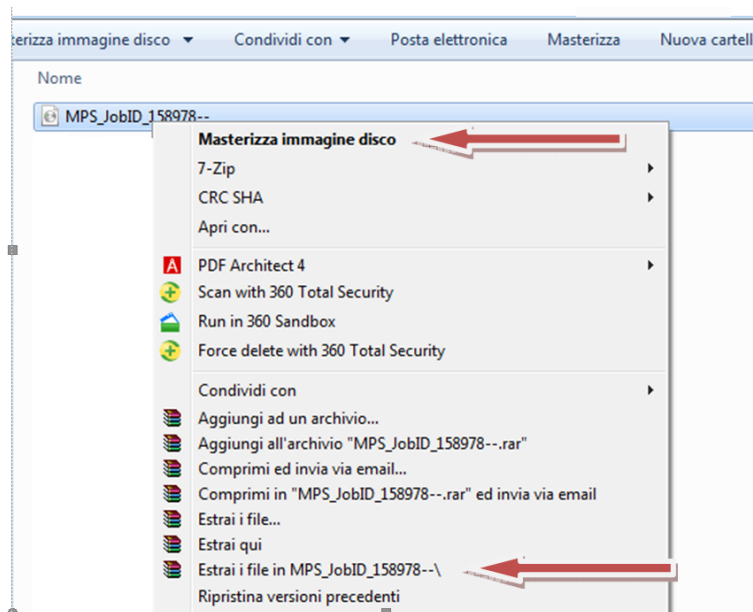 terizza immagine disco Condividi con Posta elettronica Masterizza Nuova cartell
Nome
MPS_JobID_158978--
Masterizza immagine disco
7-Zip
CRC SHA
Apri con...
PDF Architect 4
Scan with 360 Total Security
Run in 360 Sandbox
Force delete with 360 Total Security
Condividi con
Aggiungi ad un archivio...
Aggiungi all'archivio "MPS_JobID_158978--.rar"
Comprimi ed invia via email...
Comprimi in "MPS_JobID_158978--.rar" ed invia via email
Estrai i file...
Estrai qui
Estrai i file in MPS_JobID_158978--\
Ripristina versioni precedenti